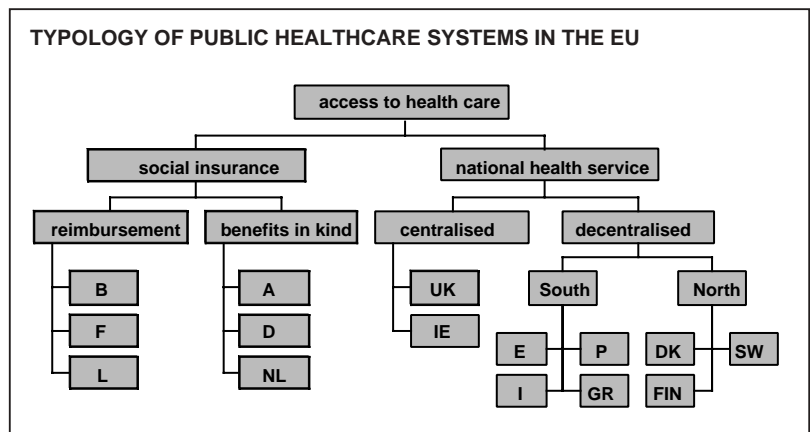 TYPOLOGY OF PUBLIC HEALTHCARE SYSTEMS IN THE EU
access to health care
social insurance
national health service
reimbursement
benefits in kind
centralised
decentralised
B
A
UK
South
North
F
D
IE
E
P
DK
SW
L
NL
I
GR
FIN